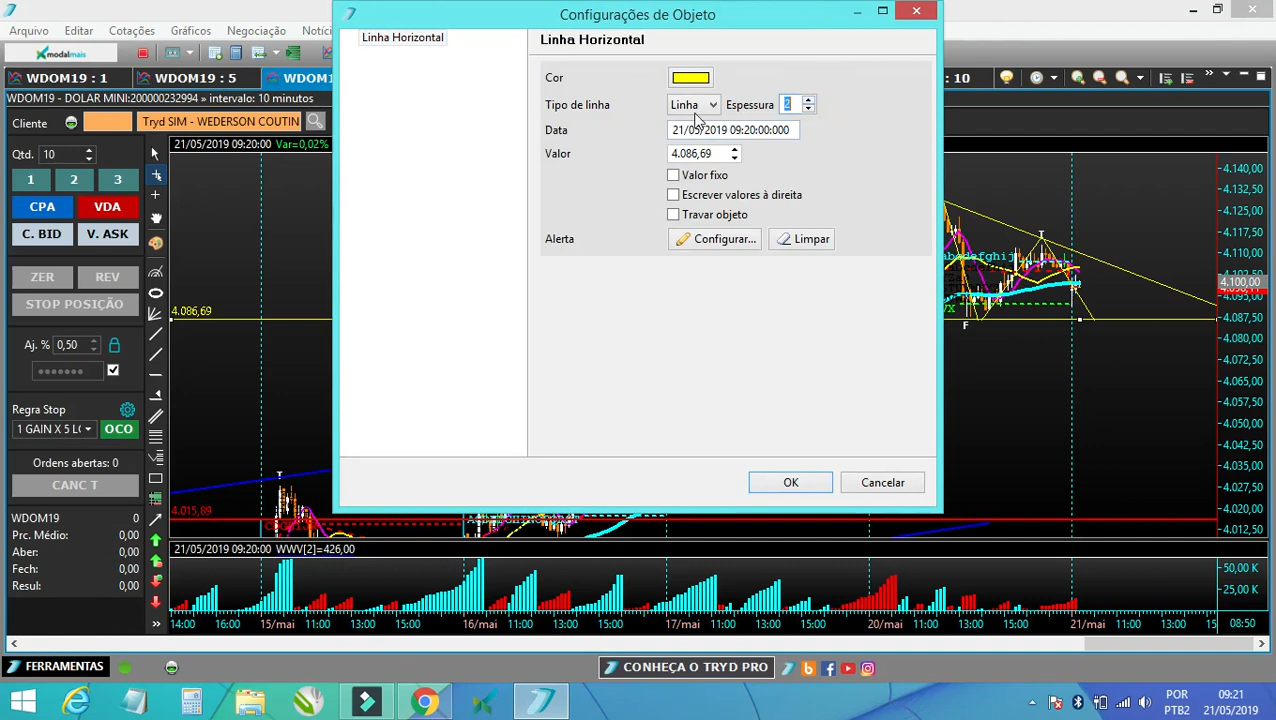 Configurações de Objeto
Arquivo Editar Cotações Gráficos Negociação
modalmais
WDOM19 : 1
WDOM19 : 5
: 10
WDOM19 - DOLAR MINI:200000232994 » intervalo: 10 minutos
Cliente
Tryd SIM - WEDERSON COUTIN
21/05/2019 09:20:00 Var=0,02%
Qtd. 10
1 2 3
CPA VDA
C. BID V. ASK
ZER REV
STOP POSIÇÃO
Aj. % 0,50
Regra Stop
OCO
Ordens abertas: 0
CANC T
WDOM19 0
Prc. Médio: 0,00
Aber: 0,00
Fech: 0,00
Resul: 0,00
Linha Horizontal
Linha Horizontal
Cor
Tipo de linha Linha Espessura 2
Data 21/05/2019 09:20:00:000
Valor 4.086,69
Valor fixo
Escrever valores à direita
Travar objeto
Alerta Configurar... Limpar
OK Cancelar
4.086,69
4.015,89
T
T
F
4.140,00
4.132,50
4.125,00
4.117,50
4.110,00
4.100,00
4.095,00
4.087,50
4.080,00
4.072,50
4.065,00
4.057,50
4.050,00
4.042,50
4.035,00
4.027,50
4.020,00
4.012,50
21/05/2019 09:20:00 WWV[2]=426,00
50,00 K
25,00 K
14:00 16:00 15/mai 11:00 13:00 15:00 16/mai 11:00 13:00 15:00 17/mai 11:00 13:00 15:00 20/mai 11:00 13:00 15:00 21/mai 11:00 13:00 15:00 08:50
FERRAMENTAS
CONHEÇA O TRYD PRO
POR
PTB2
09:21
21/05/2019